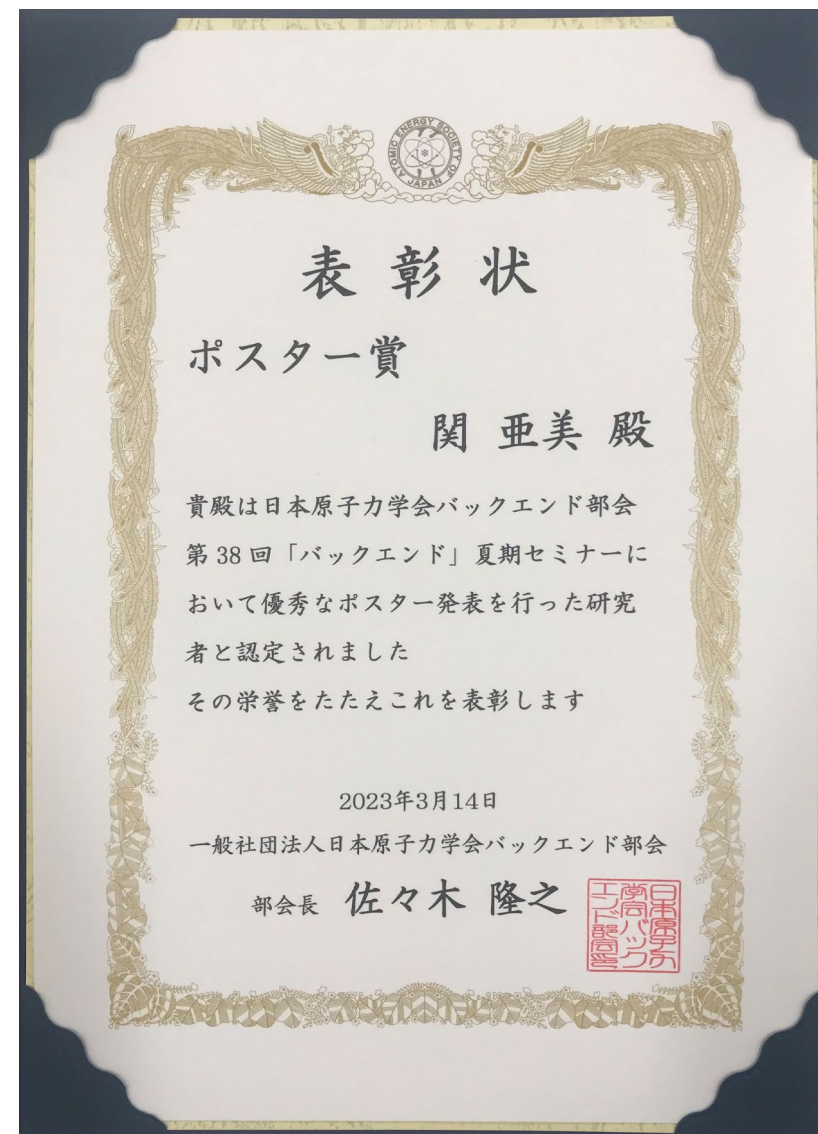 ATOMIC ENERGY SOCIETY OF JAPAN
表彰状
ポスター賞
関 亜美 殿
貴殿は日本原子力学会バックエンド部会
第38回「バックエンド」夏期セミナーに
おいて優秀なポスター発表を行った研究
者と認定されました
その栄誉をたたえこれを表彰します
2023年3月14日
一般社団法人日本原子力学会バックエンド部会
部会長 佐々木 隆之
日本原子力
学会バック
エンド部会印